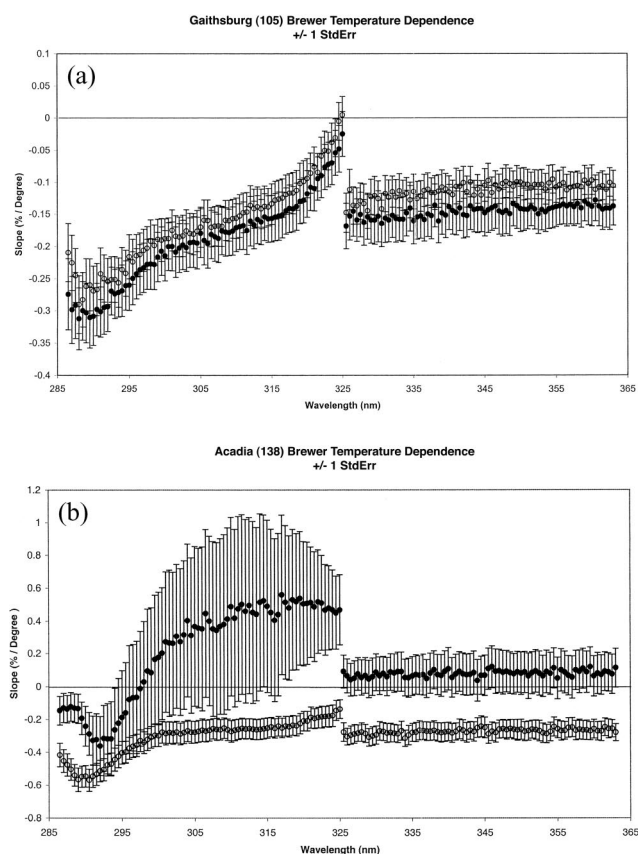 Gaithsburg (105) Brewer Temperature Dependence
+/- 1 StdErr
(a)
0.1
0.05
0
-0.05
-0.1
-0.15
-0.2
-0.25
-0.3
-0.35
-0.4
Slope (% / Degree)
285 295 305 315 325 335 345 355 365
Wavelength (nm)
Acadia (138) Brewer Temperature Dependence
+/- 1 StdErr
(b)
1.2
1
0.8
0.6
0.4
0.2
0
-0.2
-0.4
-0.6
-0.8
Slope (% / Degree )
285 295 305 315 325 335 345 355 365
Wavelength (nm)